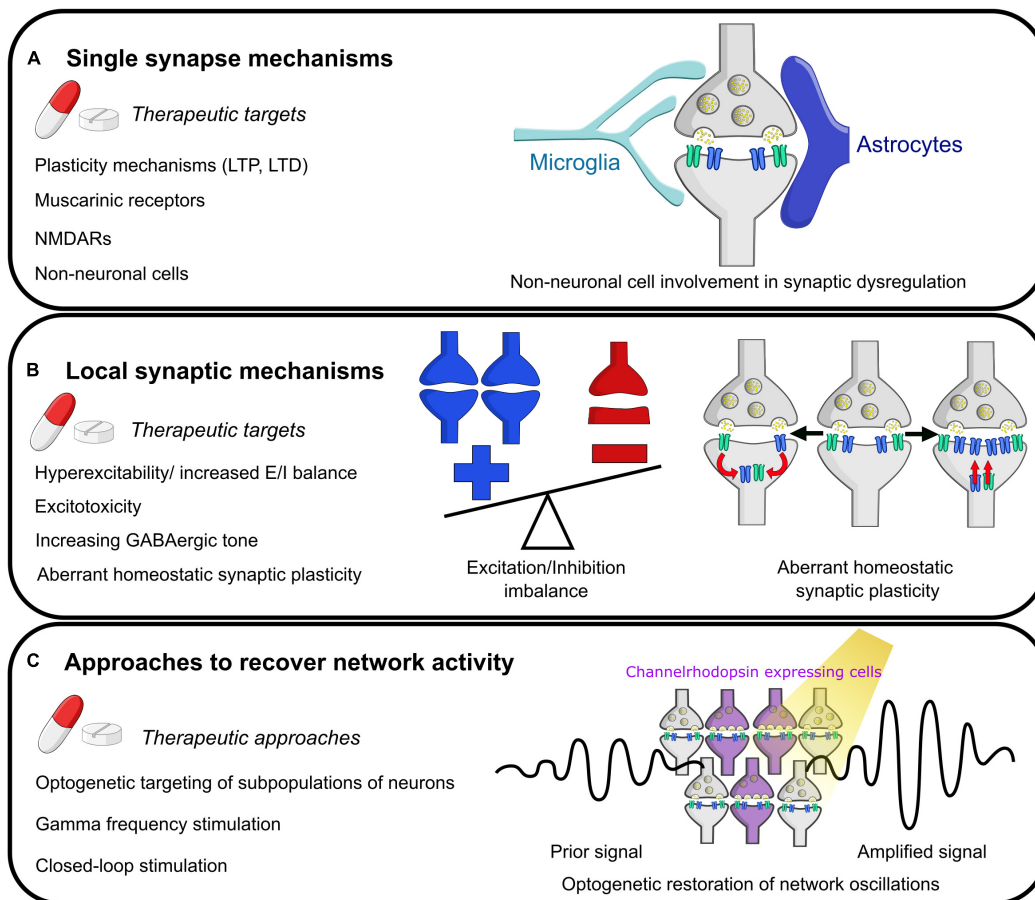 A Single synapse mechanisms
Therapeutic targets
Plasticity mechanisms (LTP, LTD)
Muscarinic receptors
NMDARs
Non-neuronal cells
Microglia
Astrocytes
Non-neuronal cell involvement in synaptic dysregulation
B Local synaptic mechanisms
Therapeutic targets
Hyperexcitability/ increased E/I balance
Excitotoxicity
Increasing GABAergic tone
Aberrant homeostatic synaptic plasticity
Excitation/Inhibition
imbalance
Aberrant homeostatic
synaptic plasticity
C Approaches to recover network activity
Therapeutic approaches
Optogenetic targeting of subpopulations of neurons
Gamma frequency stimulation
Closed-loop stimulation
Channelrhodopsin expressing cells
Prior signal
Amplified signal
Optogenetic restoration of network oscillations